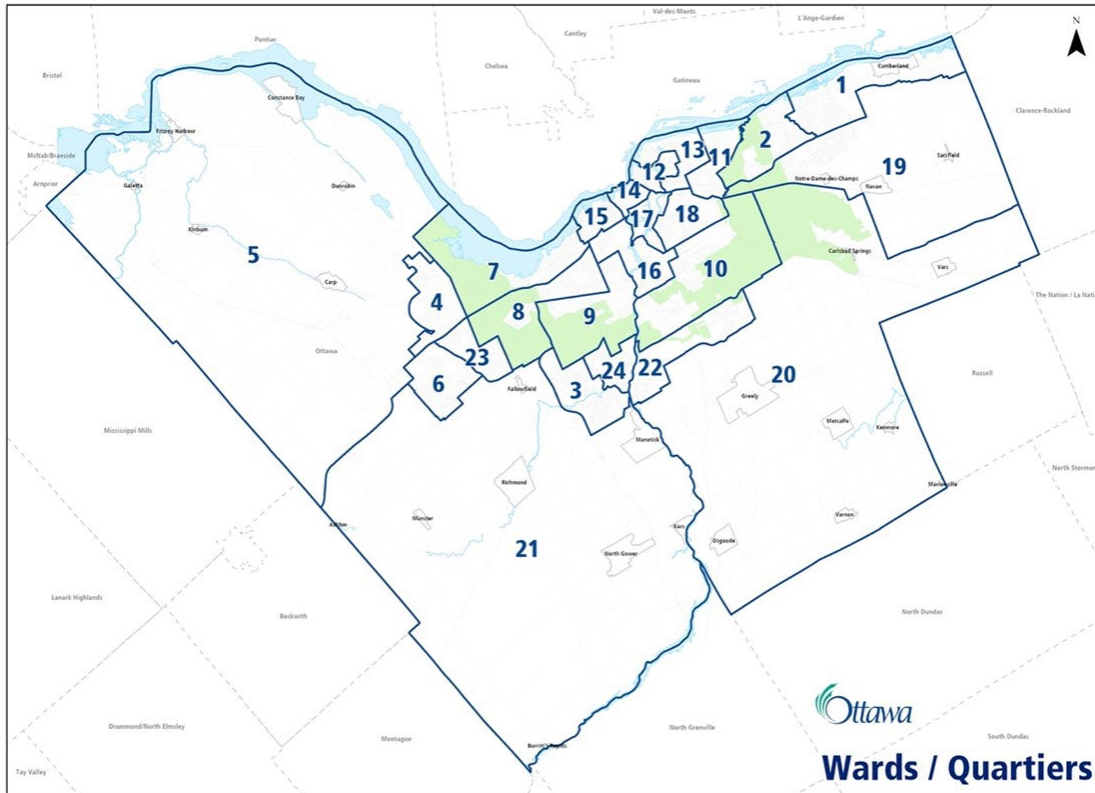 Val-des-Monts
L'Ange-Gardien
N
Pontiac
Cantley
Chelsea
Bristol
Gatineau
Cumberland
1
Constance Bay
Clarence-Rockland
Fitzroy Harbour
2
13
McNab/Braeside
11
12
19
Sarsfield
Arnprior
Galetta
Dunrobin
14
Notre-Dame-des-Champs
Navan
15
17
18
Kinburn
5
Carlsbad Springs
7
16
10
Vars
Carp
4
8
9
The Nation / La Nati
Ottawa
23
24
22
20
Russell
6
3
Fallowfield
Greely
Mississippi Mills
Metcalfe
Kenmore
Manotick
North Stormon
Richmond
Marionville
Munster
Vernon
Ashton
Kars
Osgoode
21
North Gower
Lanark Highlands
Beckwith
North Dundas
Ottawa
Drummond/North Elmsley
Montague
North Grenville
South Dundas
Burritt's Rapids
Tay Valley
Wards / Quartiers